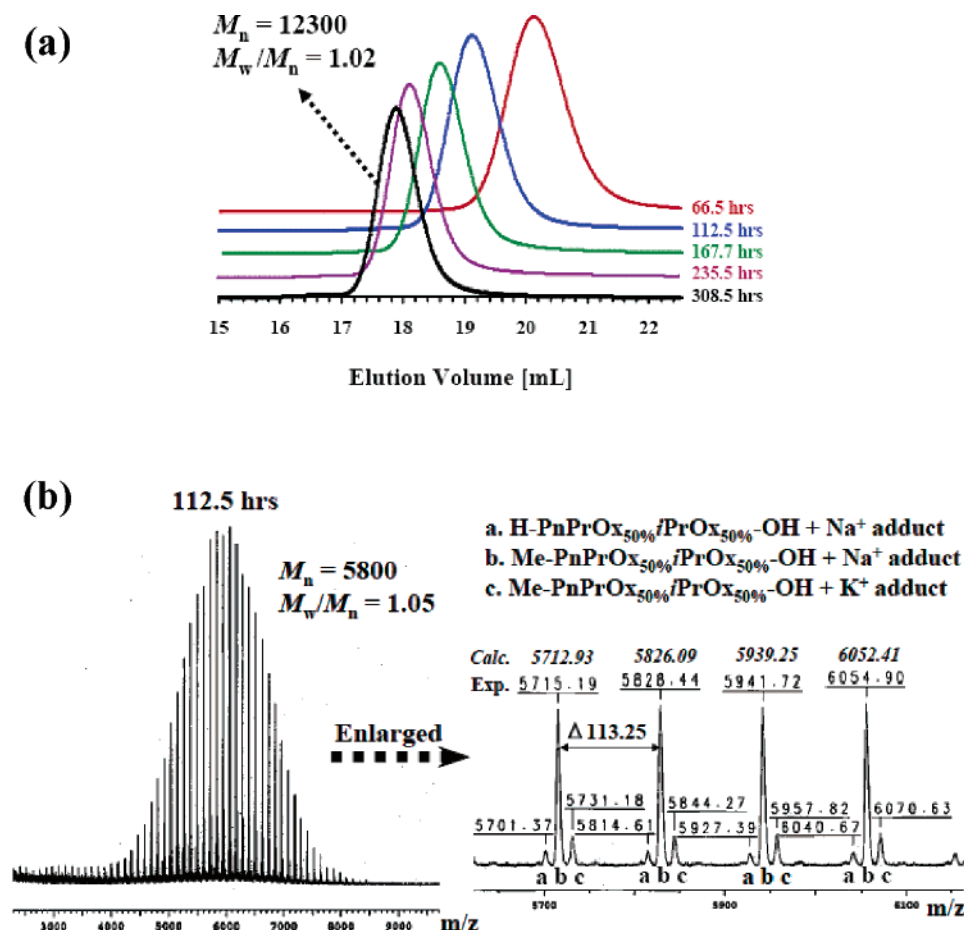 (a)
Mn = 12300
Mw/Mn = 1.02
66.5 hrs
112.5 hrs
167.7 hrs
235.5 hrs
308.5 hrs
15 16 17 18 19 20 21 22
Elution Volume [mL]
(b)
112.5 hrs
Mn = 5800
Mw/Mn = 1.05
3000 4000 5000 6000 7000 8000 9000 m/z
Enlarged
a. H-PnPrOx50%iPrOx50%-OH + Na+ adduct
b. Me-PnPrOx50%iPrOx50%-OH + Na+ adduct
c. Me-PnPrOx50%iPrOx50%-OH + K+ adduct
Calc. 5712.93 5826.09 5939.25 6052.41
Exp. 5715.19 5828.44 5941.72 6054.90
Δ 113.25
5731.18 5844.27 5957.82 6070.63
5701.37 5814.61 5927.39 6040.67
a b c a b c a b c a b c
5700 5900 6100 m/z